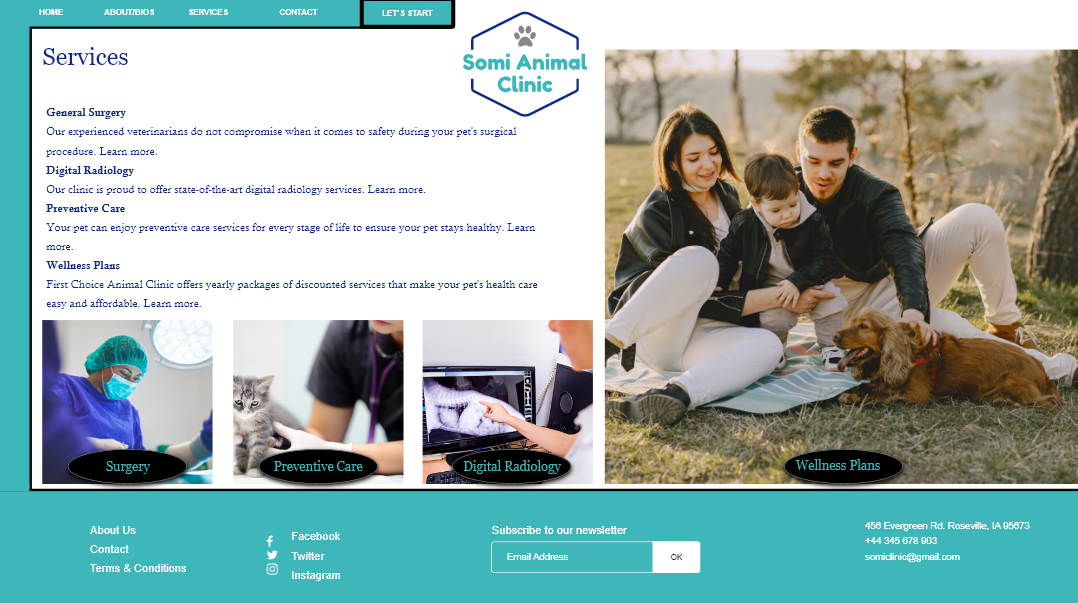 HOME ABOUT/BIOS SERVICES CONTACT LET'S START
Somi Animal
Clinic
Services
General Surgery
Our experienced veterinarians do not compromise when it comes to safety during your pet's surgical
procedure. Learn more.
Digital Radiology
Our clinic is proud to offer state-of-the-art digital radiology services. Learn more.
Preventive Care
Your pet can enjoy preventive care services for every stage of life to ensure your pet stays healthy. Learn
more.
Wellness Plans
First Choice Animal Clinic offers yearly packages of discounted services that make your pet's health care
easy and affordable. Learn more.
Surgery
Preventive Care
Digital Radiology
Wellness Plans
About Us
Contact
Terms & Conditions
Facebook
Twitter
Instagram
Subscribe to our newsletter
Email Address OK
456 Evergreen Rd. Roseville, IA 95673
+44 345 678 903
somiclinic@gmail.com